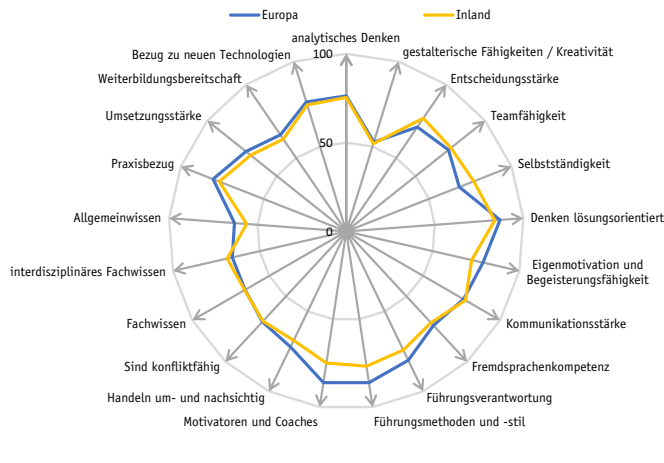 Europa
Inland
analytisches Denken
100
gestalterische Fähigkeiten / Kreativität
Bezug zu neuen Technologien
Entscheidungsstärke
Weiterbildungsbereitschaft
Teamfähigkeit
Umsetzungsstärke
50
Selbstständigkeit
Praxisbezug
Denken lösungsorientiert
Allgemeinwissen
0
Eigenmotivation und
Begeisterungsfähigkeit
interdisziplinäres Fachwissen
Kommunikationsstärke
Fachwissen
Fremdsprachenkompetenz
Sind konfliktfähig
Führungsverantwortung
Handeln um- und nachsichtig
Motivatoren und Coaches
Führungsmethoden und -stil